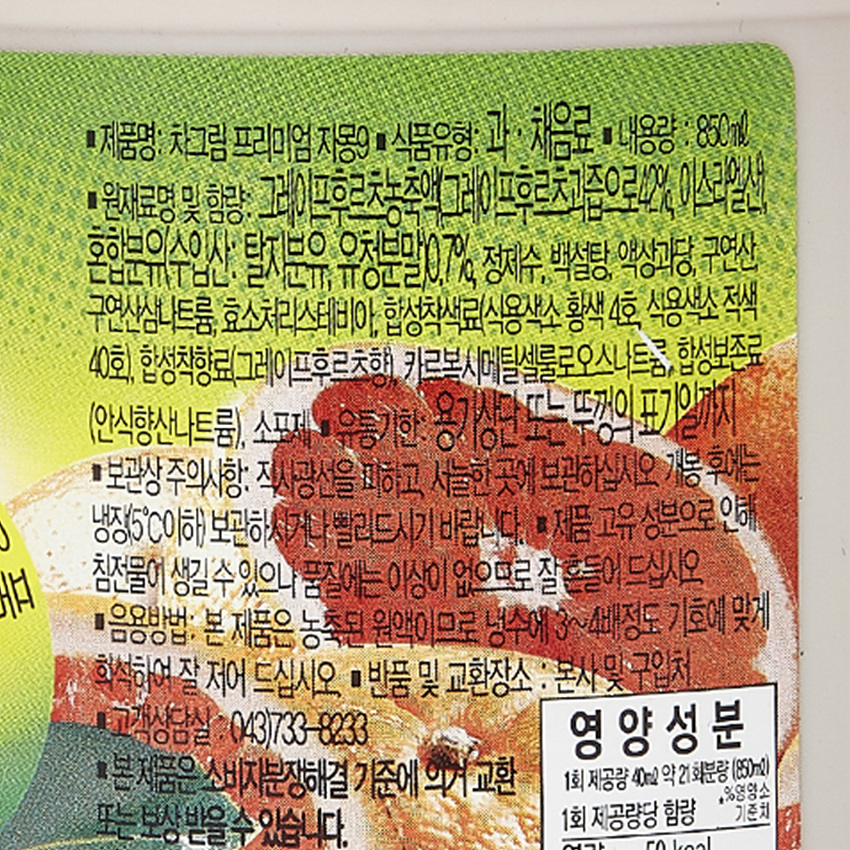 ▪제품명: 차그림 프리미엄 자몽9 ▪식품유형: 과·채음료 ▪내용량 : 850㎖
▪원재료명 및 함량: 그레이프후르츠농축액(그레이프후르츠과즙으로42%, 이스라엘산),
혼합분유(수입산: 탈지분유, 유청분말)0.7%, 정제수, 백설탕, 액상과당, 구연산,
구연산삼나트륨, 효소처리스테비아, 합성착색료(식용색소 황색 4호, 식용색소 적색
40호), 합성착향료(그레이프후르츠향), 카르복시메틸셀룰로오스나트륨, 합성보존료
(안식향산나트륨), 소포제 ▪유통기한: 용기상단 또는 뚜껑의 표기일까지
▪보관상 주의사항: 직사광선을 피하고, 서늘한 곳에 보관하십시오. 개봉 후에는
냉장(5℃이하) 보관하시거나 빨리드시기 바랍니다. ▪제품 고유 성분으로 인해
침전물이 생길 수 있으나 품질에는 이상이 없으므로 잘 흔들어 드십시오
▪음용방법: 본 제품은 농축된 원액이므로 냉수에 3~4배정도 기호에 맞게
희석하여 잘 저어 드십시오. ▪반품 및 교환장소 : 본사 및 구입처
▪고객상담실 : 043)733-8233
▪본제품은 소비자분쟁해결 기준에 의거 교환
또는 보상 받을 수 있습니다.
영양성분
1회 제공량 40㎖ 약 21회분량 (850㎖)
1회 제공량당 함량 *%영양소
기준치
열량 50 kcal